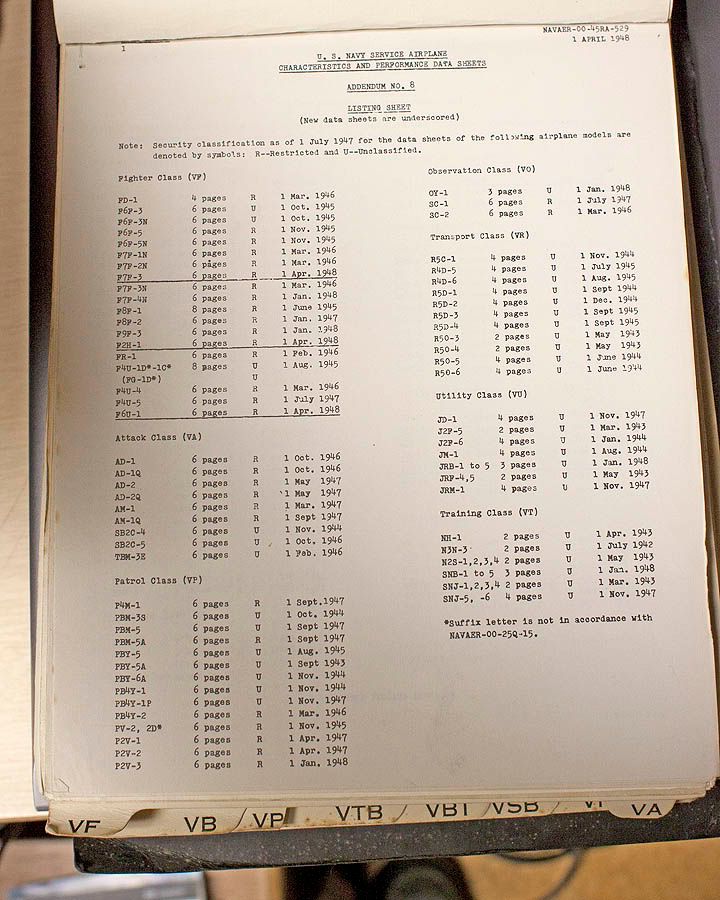 NAVAER-00-45RA-529
1 APRIL 1948
1
U. S. NAVY SERVICE AIRPLANE
CHARACTERISTICS AND PERFORMANCE DATA SHEETS
ADDENDUM NO. 8
LISTING SHEET
(New data sheets are underscored)
Note: Security classification as of 1 July 1947 for the data sheets of the following airplane models are
denoted by symbols: R--Restricted and U--Unclassified.
Fighter Class (VF)
FD-1 4 pages R 1 Mar. 1946
F6F-3 6 pages U 1 Oct. 1945
F6F-3N 6 pages U 1 Oct. 1945
F6F-5 6 pages R 1 Nov. 1945
F6F-5N 6 pages R 1 Nov. 1945
F7F-1N 6 pages R 1 Mar. 1946
F7F-2N 6 pages R 1 Mar. 1946
F7F-3 6 pages R 1 Apr. 1948
F7F-3N 6 pages R 1 Mar. 1946
F7F-4N 6 pages R 1 Jan. 1948
F8F-1 8 pages R 1 June 1945
F8F-2 6 pages R 1 Jan. 1947
F9F-3 6 pages R 1 Jan. 1948
F2H-1 6 pages R 1 Apr. 1948
FR-1 6 pages R 1 Feb. 1946
F4U-1D*-1C* 8 pages U 1 Aug. 1945
(FG-1D*) U
F4U-4 6 pages R 1 Mar. 1946
F4U-5 6 pages R 1 July 1947
F6U-1 6 pages R 1 Apr. 1948
Attack Class (VA)
AD-1 6 pages R 1 Oct. 1946
AD-1Q 6 pages R 1 Oct. 1946
AD-2 6 pages R 1 May 1947
AD-2Q 6 pages R 1 May 1947
AM-1 6 pages R 1 Mar. 1947
AM-1Q 6 pages R 1 Sept 1947
SB2C-4 6 pages U 1 Nov. 1944
SB2C-5 6 pages U 1 Oct. 1946
TBM-3E 6 pages U 1 Feb. 1946
Patrol Class (VP)
P4M-1 6 pages R 1 Sept.1947
PBM-3S 6 pages U 1 Oct. 1944
PBM-5 6 pages U 1 Sept 1947
PBM-5A 6 pages R 1 Sept 1947
PBY-5 6 pages U 1 Aug. 1945
PBY-5A 6 pages U 1 Sept 1943
PBY-6A 6 pages U 1 Nov. 1944
PB4Y-1 6 pages U 1 Nov. 1944
PB4Y-1P 6 pages U 1 Nov. 1947
PB4Y-2 6 pages R 1 Mar. 1946
PV-2, 2D* 6 pages R 1 Nov. 1945
P2V-1 6 pages R 1 Apr. 1947
P2V-2 6 pages R 1 Apr. 1947
P2V-3 6 pages R 1 Jan. 1948
Observation Class (VO)
OY-1 3 pages U 1 Jan. 1948
SC-1 6 pages R 1 July 1947
SC-2 6 pages R 1 Mar. 1946
Transport Class (VR)
R5C-1 4 pages U 1 Nov. 1944
R4D-5 4 pages U 1 July 1945
R4D-6 4 pages U 1 Aug. 1945
R5D-1 4 pages U 1 Sept 1944
R5D-2 4 pages U 1 Dec. 1944
R5D-3 4 pages U 1 Sept 1945
R5D-4 4 pages U 1 Sept 1945
R50-3 2 pages U 1 May 1943
R50-4 2 pages U 1 May 1943
R50-5 4 pages U 1 June 1944
R50-6 4 pages U 1 June 1944
Utility Class (VU)
JD-1 4 pages U 1 Nov. 1947
J2F-5 2 pages U 1 Mar. 1943
J2F-6 4 pages U 1 Jan. 1944
JM-1 4 pages U 1 Aug. 1944
JRB-1 to 5 3 pages U 1 Jan. 1948
JRF-4,5 2 pages U 1 May 1943
JRM-1 4 pages U 1 Nov. 1947
Training Class (VT)
NH-1 2 pages U 1 Apr. 1943
N3N-3 2 pages U 1 July 1942
N2S-1,2,3,4 2 pages U 1 May 1943
SNB-1 to 5 3 pages U 1 Jan. 1948
SNJ-1,2,3,4 2 pages U 1 Mar. 1943
SNJ-5, -6 4 pages U 1 Nov. 1947
*Suffix letter is not in accordance with
NAVAER-00-25Q-15.
VF VB VP VTB VBT VSB VA